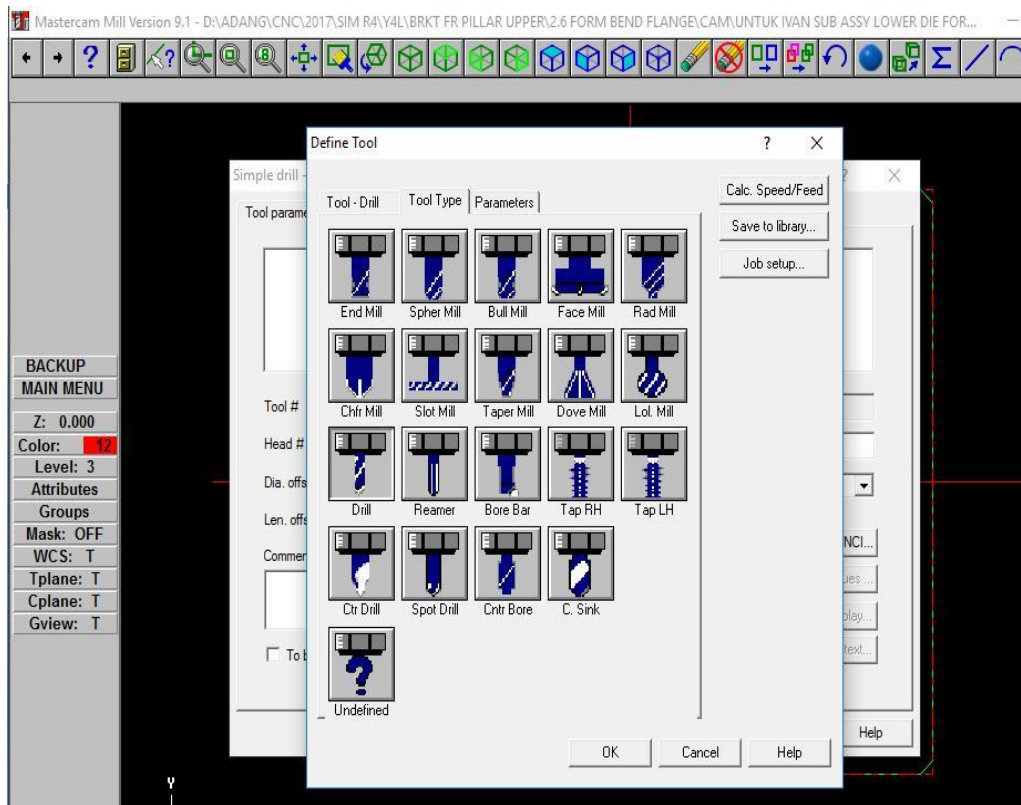 Mastercam Mill Version 9.1 - D:\ADANG\CNC\2017\SIM R4\Y4L\BRKT FR PILLAR UPPER\2.6 FORM BEND FLANGE\CAM\UNTUK IVAN SUB ASSY LOWER DIE FOR...
Define Tool
Simple drill -
Tool - Drill Tool Type Parameters
Calc. Speed/Feed
Save to library...
Job setup...
Tool parame
End Mill Spher Mill Bull Mill Face Mill Rad Mill
Chfr Mill Slot Mill Taper Mill Dove Mill Lol. Mill
Drill Reamer Bore Bar Tap RH Tap LH
Ctr Drill Spot Drill Cntr Bore C. Sink
Undefined
OK Cancel Help
Tool #
Head #
Dia. offs
Len. offs
Commer
To b
NCI...
ues ...
play...
text...
Help
BACKUP
MAIN MENU
Z: 0.000
Color: 12
Level: 3
Attributes
Groups
Mask: OFF
WCS: T
Tplane: T
Cplane: T
Gview: T
Y